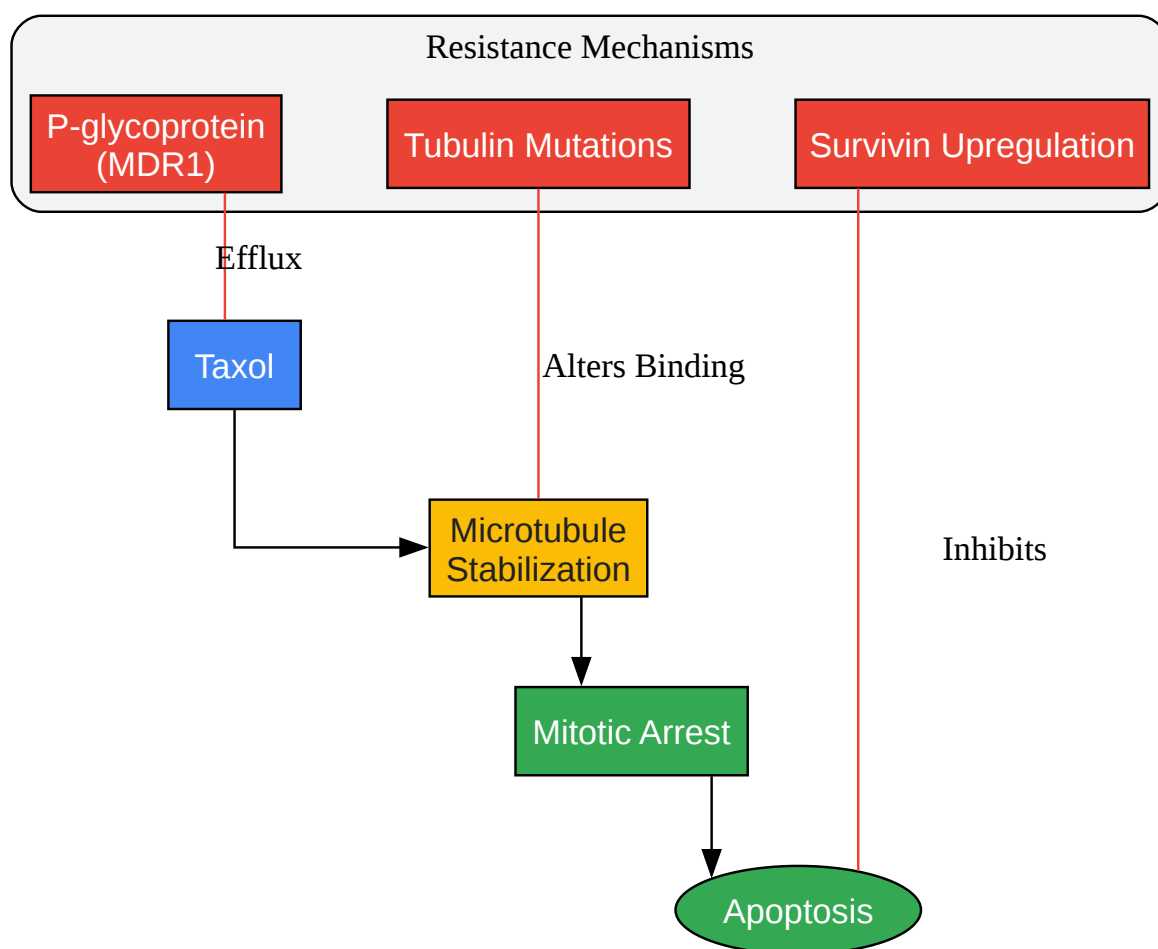 Resistance Mechanisms
P-glycoprotein
(MDR1)
Tubulin Mutations
Survivin Upregulation
Efflux
Taxol
Alters Binding
Microtubule
Stabilization
Inhibits
Mitotic Arrest
Apoptosis